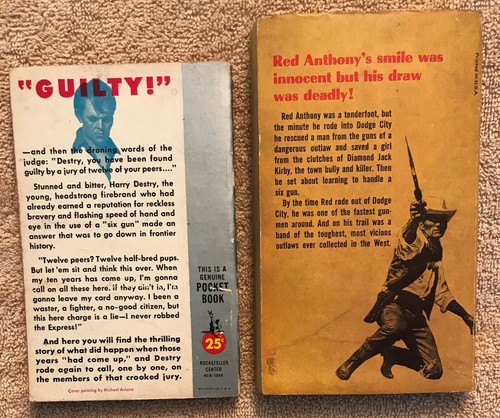 "GUILTY!"
—and then the droning words of the
judge: "Destry, you have been found
guilty by a jury of twelve of your peers...."
Stunned and bitter, Harry Destry, the
young, headstrong firebrand who had
already earned a reputation for reckless
bravery and flashing speed of hand and
eye in the use of a "six gun" made an
answer that was to go down in frontier
history.
"Twelve peers? Twelve half-bred pups.
But let 'em sit and think this over. When
my ten years has come up, I'm gonna
call on all these here. if they ain't in, I'm
gonna leave my card anyway. I been a
waster, a fighter, a no-good citizen, but
this here charge is a lie—I never robbed
the Express!"
And here you will find the thrilling
story of what did happen when those
years "had come up," and Destry
rode again to call, one by one, on
the members of that crooked jury.
Cover painting by Michael
THIS IS A
GENUINE
POCKET
BOOK
25¢
ROCKEFELLER
CENTER
NEW YORK
PRINTED IN U.S.A.
Red Anthony's smile was
innocent but his draw
was deadly!
Red Anthony was a tenderfoot, but
the minute he rode into Dodge City
he rescued a man from the guns of a
dangerous outlaw and saved a girl
from the clutches of Diamond Jack
Kirby, the town bully and killer. Then
he set about learning to handle a
six gun.
By the time Red rode out of Dodge
City, he was one of the fastest gun-
men around. And on his trail was a
band of the toughest, most vicious
outlaws ever collected in the West.
Printed in U.S.A.